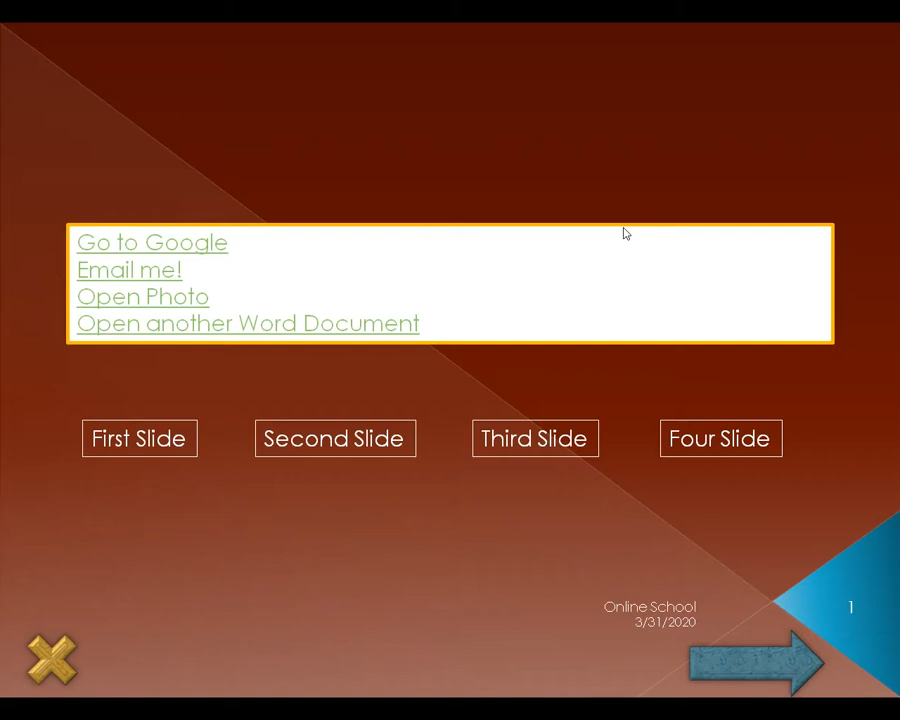 Go to Google
Email me!
Open Photo
Open another Word Document
First Slide
Second Slide
Third Slide
Four Slide
Online School
3/31/2020
1